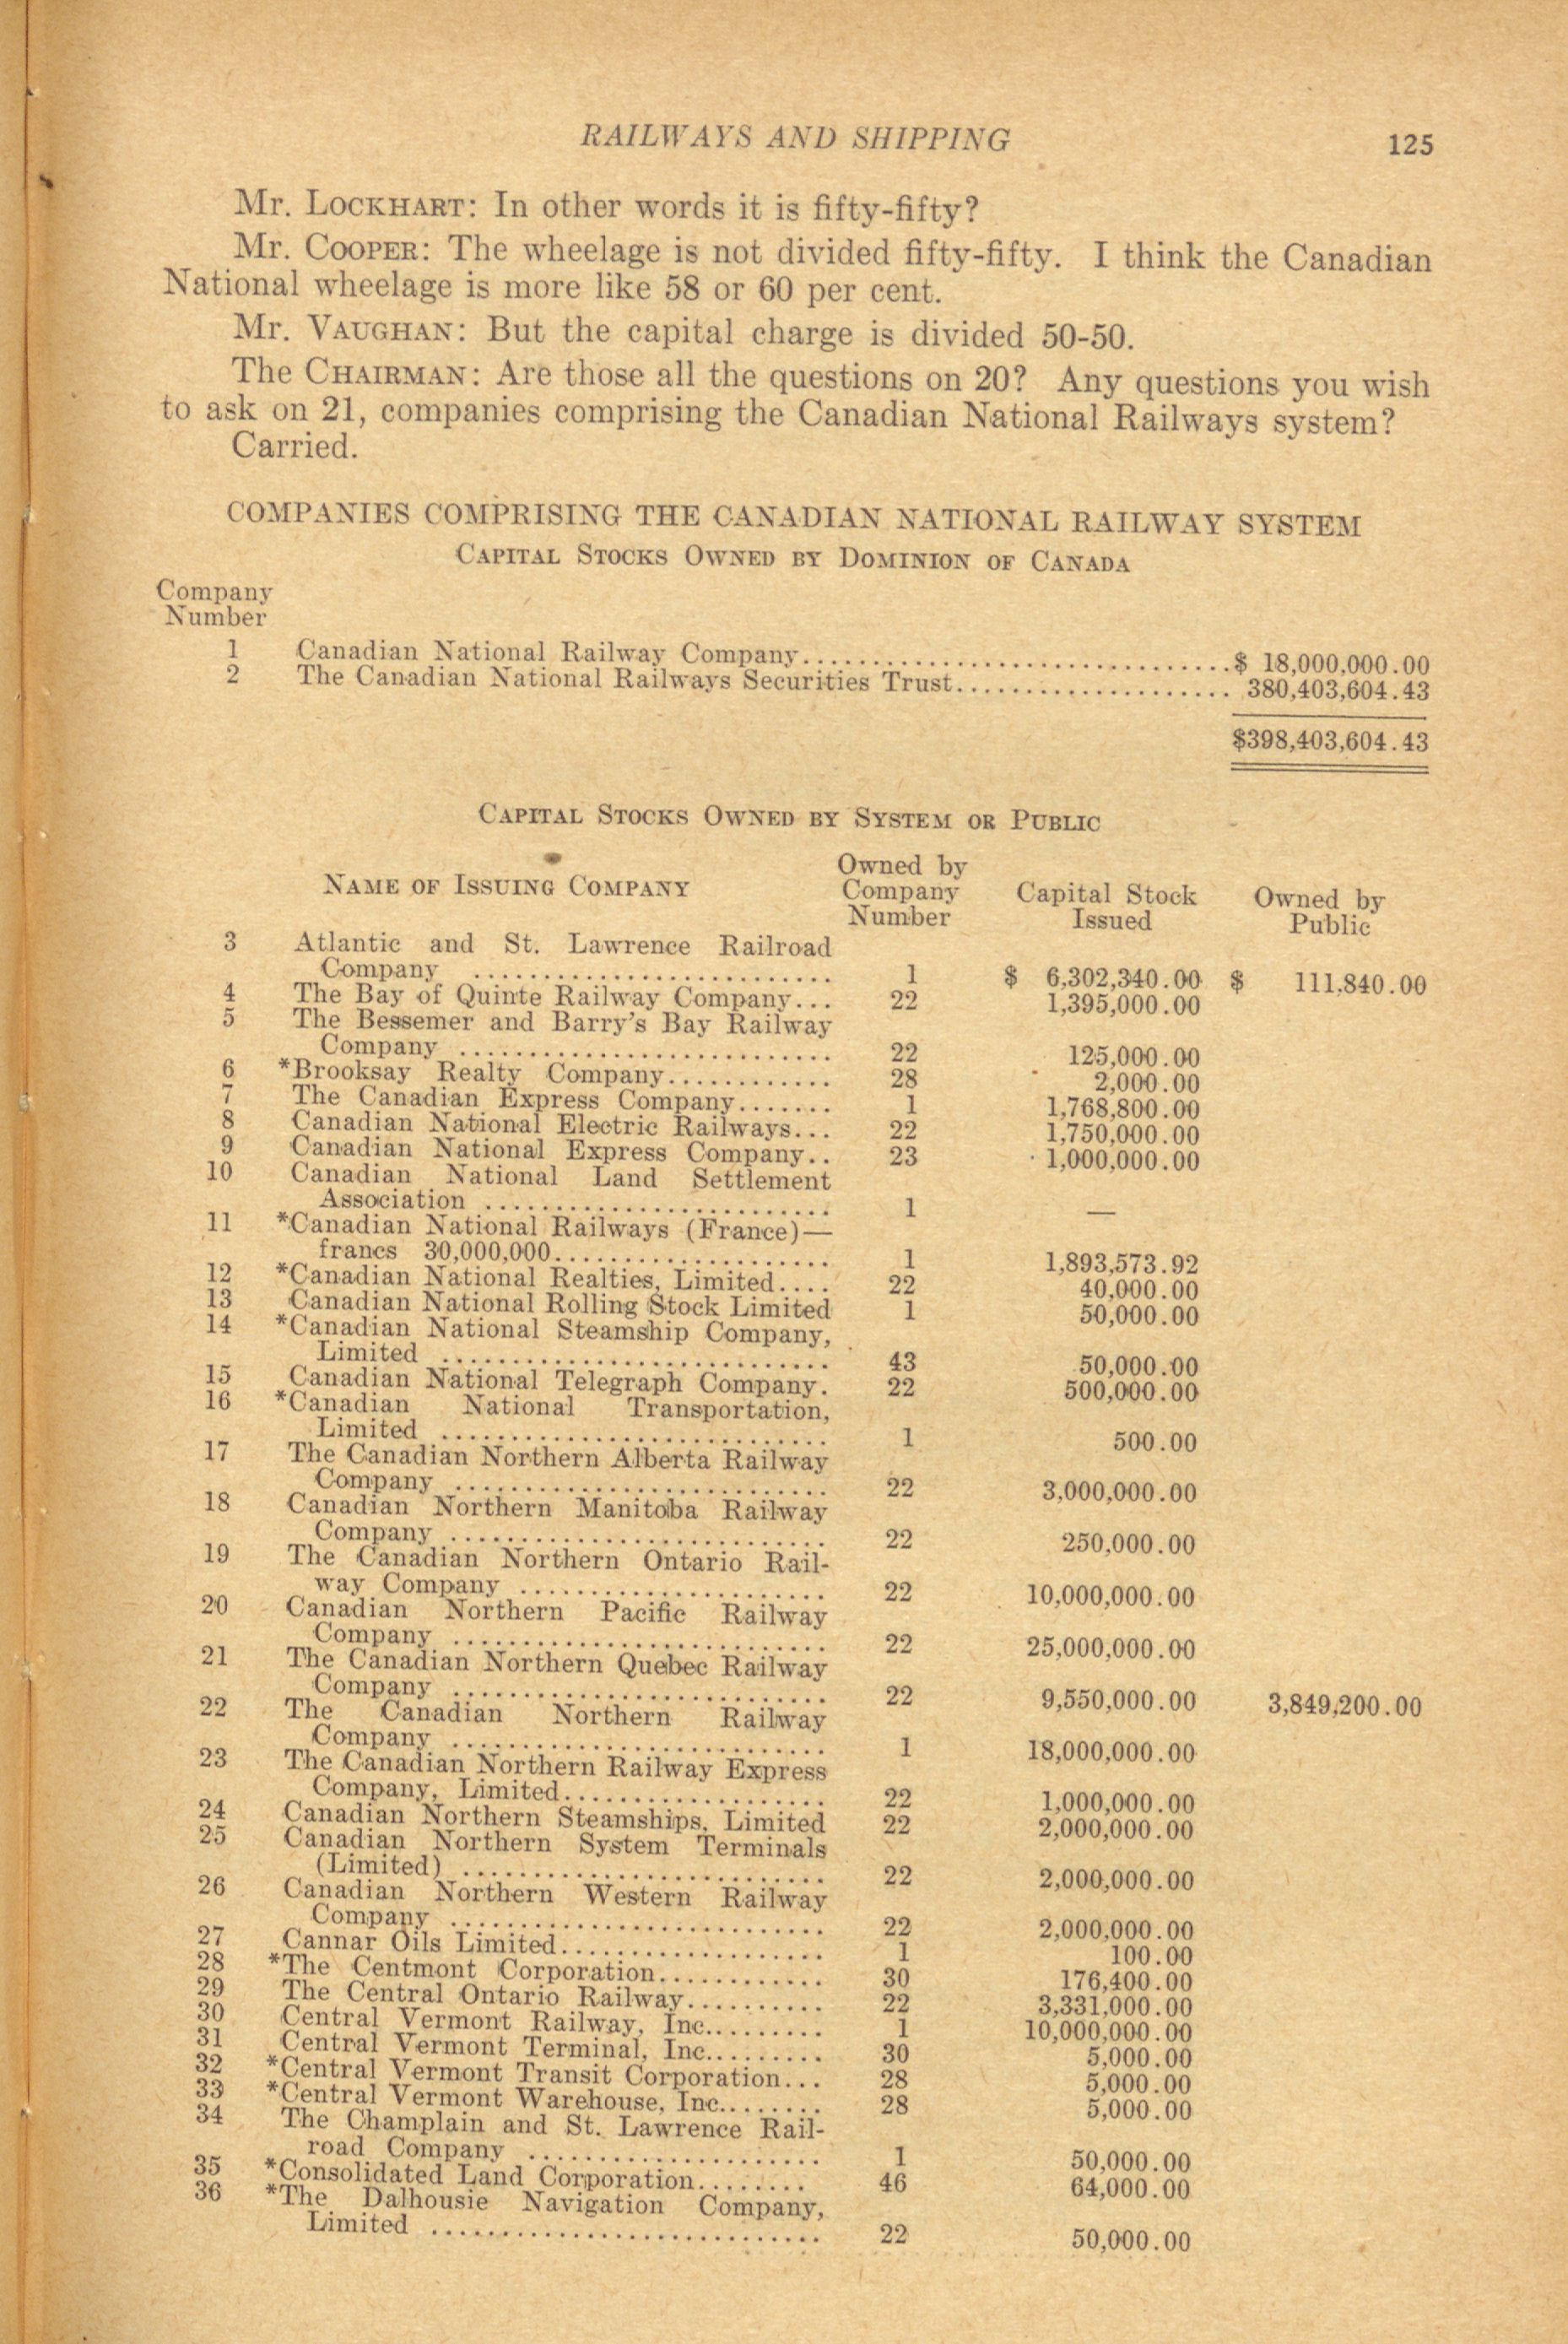 RAILWAYS AND SHIPPING 125
Mr. LOCKHART: In other words it is fifty-fifty?
Mr. COOPER: The wheelage is not divided fifty-fifty. I think the Canadian
National wheelage is more like 58 or 60 per cent.
Mr. VAUGHAN: But the capital charge is divided 50-50.
The CHAIRMAN: Are those all the questions on 20? Any questions you wish
to ask on 21, companies comprising the Canadian National Railways system?
Carried.
COMPANIES COMPRISING THE CANADIAN NATIONAL RAILWAY SYSTEM
CAPITAL STOCKS OWNED BY DOMINION OF CANADA
Company
Number
1 Canadian National Railway Company................................$ 18,000,000.00
2 The Canadian National Railways Securities Trust..................... 380,403,604.43
$398,403,604.43
CAPITAL STOCKS OWNED BY SYSTEM OR PUBLIC
Owned by
NAME OF ISSUING COMPANY Company Capital Stock Owned by
Number Issued Public
3 Atlantic and St. Lawrence Railroad
Company .......................... 1 $ 6,302,340.00 $ 111,840.00
4 The Bay of Quinte Railway Company... 22 1,395,000.00
5 The Bessemer and Barry's Bay Railway
Company .......................... 22 125,000.00
6 *Brooksay Realty Company............ 28 2,000.00
7 The Canadian Express Company....... 1 1,768,800.00
8 Canadian National Electric Railways... 22 1,750,000.00
9 Canadian National Express Company.. 23 1,000,000.00
10 Canadian National Land Settlement
Association ......................... 1 —
11 *Canadian National Railways (France)—
francs 30,000,000.................... 1 1,893,573.92
12 *Canadian National Realties, Limited.... 22 40,000.00
13 Canadian National Rolling Stock Limited 1 50,000.00
14 *Canadian National Steamship Company,
Limited ............................ 43 50,000.00
15 Canadian National Telegraph Company. 22 500,000.00
16 *Canadian National Transportation,
Limited ............................ 1 500.00
17 The Canadian Northern Alberta Railway
Company ........................... 22 3,000,000.00
18 Canadian Northern Manitoba Railway
Company ........................... 22 250,000.00
19 The Canadian Northern Ontario Rail-
way Company ...................... 22 10,000,000.00
20 Canadian Northern Pacific Railway
Company ........................... 22 25,000,000.00
21 The Canadian Northern Quebec Railway
Company ........................... 22 9,550,000.00 3,849,200.00
22 The Canadian Northern Railway
Company ........................... 1 18,000,000.00
23 The Canadian Northern Railway Express
Company, Limited................... 22 1,000,000.00
24 Canadian Northern Steamships, Limited 22 2,000,000.00
25 Canadian Northern System Terminals
(Limited) .......................... 22 2,000,000.00
26 Canadian Northern Western Railway
Company ........................... 22 2,000,000.00
27 Cannar Oils Limited................... 1 100.00
28 *The Centmont Corporation............ 30 176,400.00
29 The Central Ontario Railway.......... 22 3,331,000.00
30 Central Vermont Railway, Inc......... 1 10,000,000.00
31 Central Vermont Terminal, Inc......... 30 5,000.00
32 *Central Vermont Transit Corporation... 28 5,000.00
33 *Central Vermont Warehouse, Inc........ 28 5,000.00
34 The Champlain and St. Lawrence Rail-
road Company ..................... 1 50,000.00
35 *Consolidated Land Corporation........ 46 64,000.00
36 *The Dalhousie Navigation Company,
Limited ............................ 22 50,000.00